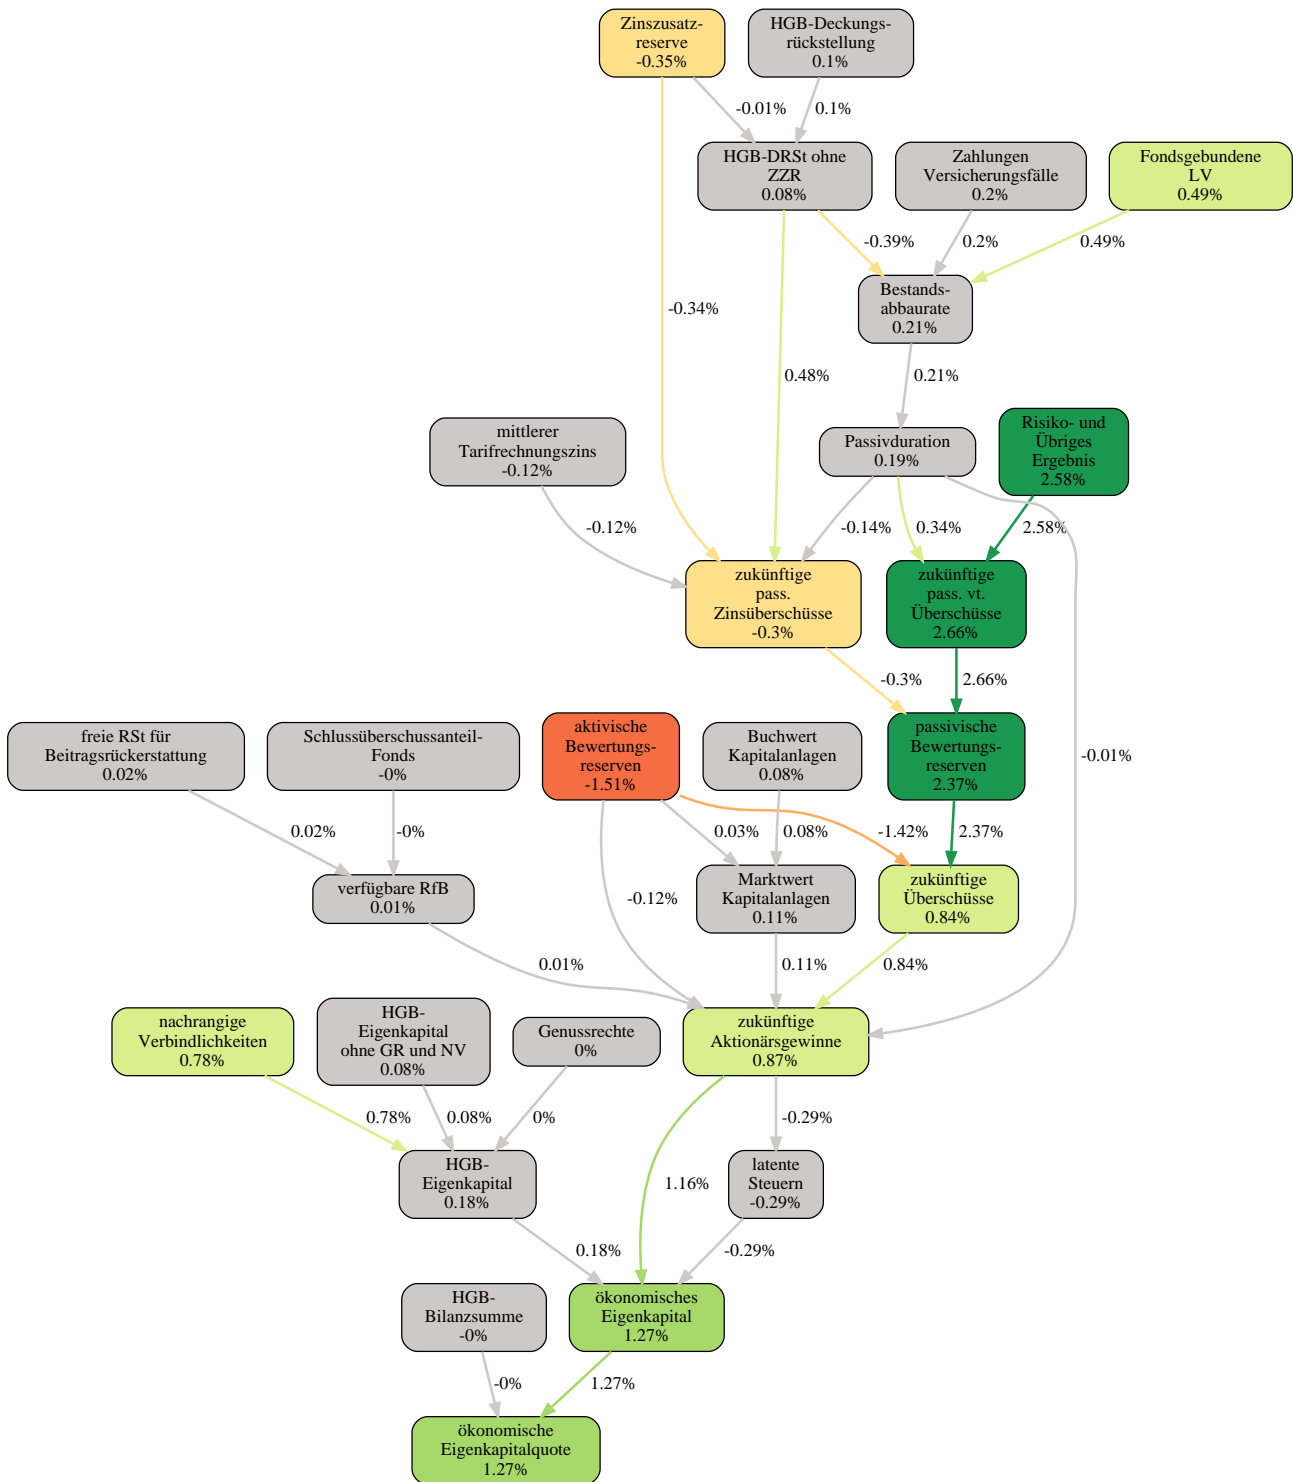 Zinszusatz-
reserve
-0.35%
HGB-Deckungs-
rückstellung
0.1%
-0.01%
0.1%
HGB-DRSt ohne
ZZR
0.08%
Zahlungen
Versicherungsfälle
0.2%
Fondsgebundene
LV
0.49%
-0.39%
0.2%
0.49%
Bestands-
abbaurate
0.21%
-0.34%
0.48%
0.21%
mittlerer
Tarifrechnungszins
-0.12%
Passivduration
0.19%
Risiko- und
Übriges
Ergebnis
2.58%
-0.12%
-0.14%
0.34%
2.58%
zukünftige
pass.
Zinsüberschüsse
-0.3%
zukünftige
pass. vt.
Überschüsse
2.66%
-0.3%
2.66%
freie RSt für
Beitragsrückerstattung
0.02%
Schlussüberschussanteil-
Fonds
-0%
aktivische
Bewertungs-
reserven
-1.51%
Buchwert
Kapitalanlagen
0.08%
passivische
Bewertungs-
reserven
2.37%
-0.01%
0.02%
-0%
0.03%
0.08%
-1.42%
2.37%
verfügbare RfB
0.01%
-0.12%
Marktwert
Kapitalanlagen
0.11%
zukünftige
Überschüsse
0.84%
0.01%
0.11%
0.84%
nachrangige
Verbindlichkeiten
0.78%
HGB-
Eigenkapital
ohne GR und NV
0.08%
Genussrechte
0%
zukünftige
Aktionärsgewinne
0.87%
0.78%
0.08%
0%
-0.29%
HGB-
Eigenkapital
0.18%
1.16%
latente
Steuern
-0.29%
0.18%
-0.29%
HGB-
Bilanzsumme
-0%
ökonomisches
Eigenkapital
1.27%
-0%
1.27%
ökonomische
Eigenkapitalquote
1.27%